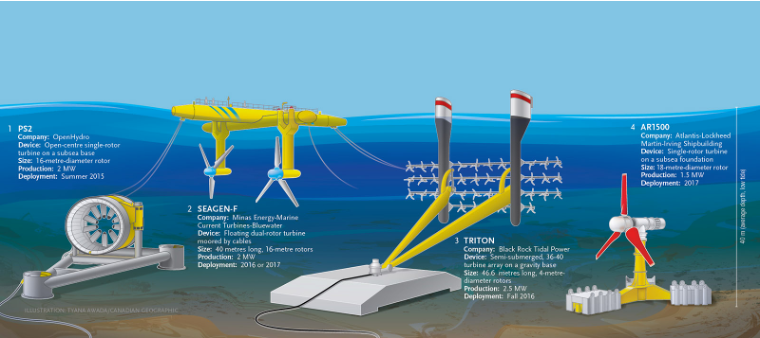 1 PS2
Company: OpenHydro
Device: Open-centre single-rotor
turbine on a subsea base
Size: 16-metre-diameter rotor
Production: 2 MW
Deployment: Summer 2015
2 SEAGEN-F
Company: Minas Energy-Marine
Current Turbines-Bluewater
Device: Floating dual-rotor turbine
moored by cables
Size: 40 metres long, 16-metre rotors
Production: 2 MW
Deployment: 2016 or 2017
3 TRITON
Company: Black Rock Tidal Power
Device: Semi-submerged, 36-40
turbine array on a gravity base
Size: 46.6 metres long, 4-metre-
diameter rotors
Production: 2.5 MW
Deployment: Fall 2016
4 AR1500
Company: Atlantis-Lockheed
Martin-Irving Shipbuilding
Device: Single-rotor turbine
on a subsea foundation
Size: 18-metre-diameter rotor
Production: 1.5 MW
Deployment: 2017
40 m (average depth, low tide)
ILLUSTRATION: CANADIAN GEOGRAPHIC